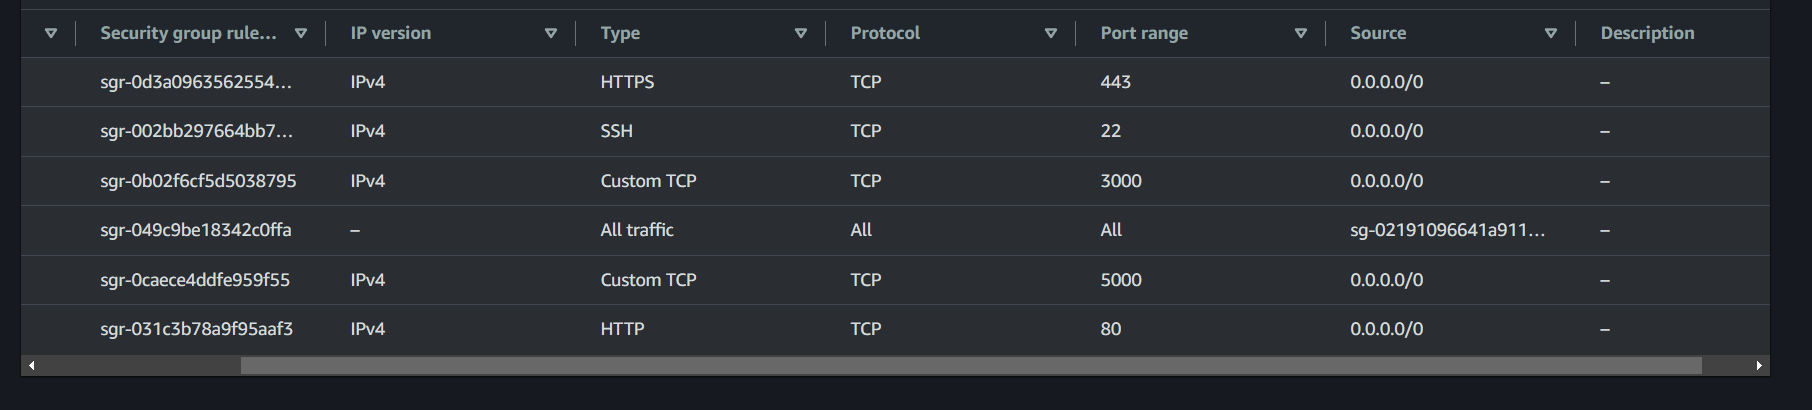 Security group rule... IP version Type Protocol Port range Source Description
sgr-0d3a0963562554... IPv4 HTTPS TCP 443 0.0.0.0/0 –
sgr-002bb297664bb7... IPv4 SSH TCP 22 0.0.0.0/0 –
sgr-0b02f6cf5d5038795 IPv4 Custom TCP TCP 3000 0.0.0.0/0 –
sgr-049c9be18342c0ffa – All traffic All All sg-02191096641a911... –
sgr-0caece4ddfe959f55 IPv4 Custom TCP TCP 5000 0.0.0.0/0 –
sgr-031c3b78a9f95aaf3 IPv4 HTTP TCP 80 0.0.0.0/0 –